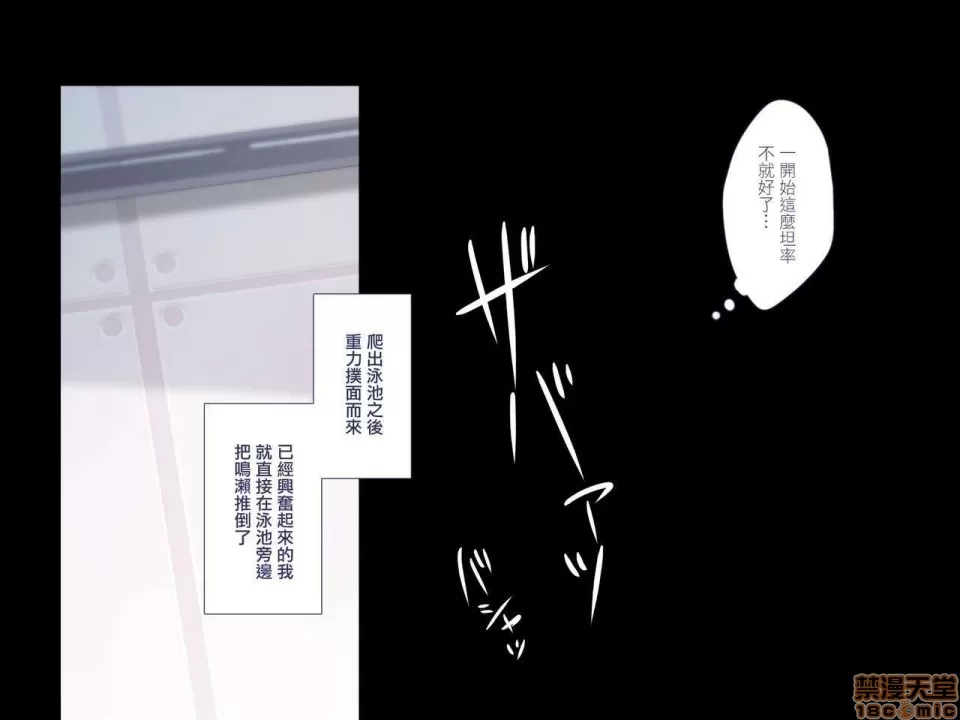 一開始這麼坦率
不就好了…
ザバァ
ビシャッ
爬出泳池之後
重力撲面而來
已經興奮起來的我
就直接在泳池旁邊
把鳴瀨推倒了
禁漫天堂
18COMIC